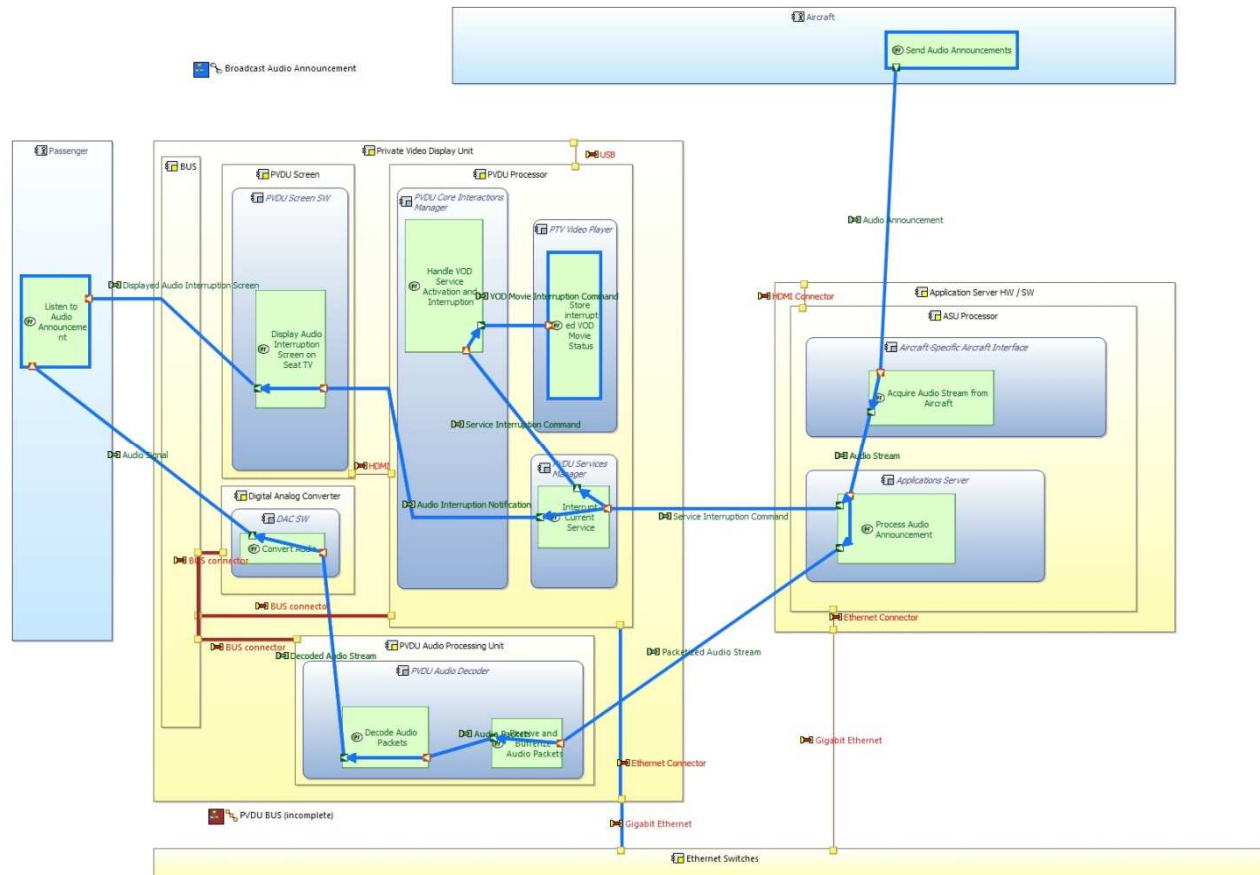 Aircraft
Send Audio Announcements
Broadcast Audio Announcement
Passenger
Private Video Display Unit
BUS
USB
PVDU Screen
PVDU Processor
PVDU Screen SW
PVDU Core Interactions
Manager
PTV Video Player
Audio Announcement
Handle VOD
Service
Activation and
Interruption
Store
interrupt
ed VOD
Movie
Status
Displayed Audio Interruption Screen
VOD Movie Interruption Command
Listen to
Audio
Announceme
nt
Display Audio
Interruption
Screen on
Seat TV
HDMI Connector
Application Server HW / SW
ASU Processor
Aircraft-Specific Aircraft Interface
Acquire Audio Stream from
Aircraft
Service Interruption Command
Audio Signal
Audio Stream
HDMI
PVDU Services
Manager
Applications Server
Digital Analog Converter
Audio Interruption Notification
Interrupt
Current
Service
Service Interruption Command
DAC SW
Process Audio
Announcement
Convert Audio
BUS connector
BUS connector
Ethernet Connector
BUS connector
PVDU Audio Processing Unit
Decoded Audio Stream
Packetized Audio Stream
PVDU Audio Decoder
Decode Audio
Packets
Audio Packets
Receive and
Bufferize
Audio Packets
Gigabit Ethernet
Ethernet Connector
PVDU BUS (incomplete)
Gigabit Ethernet
Ethernet Switches